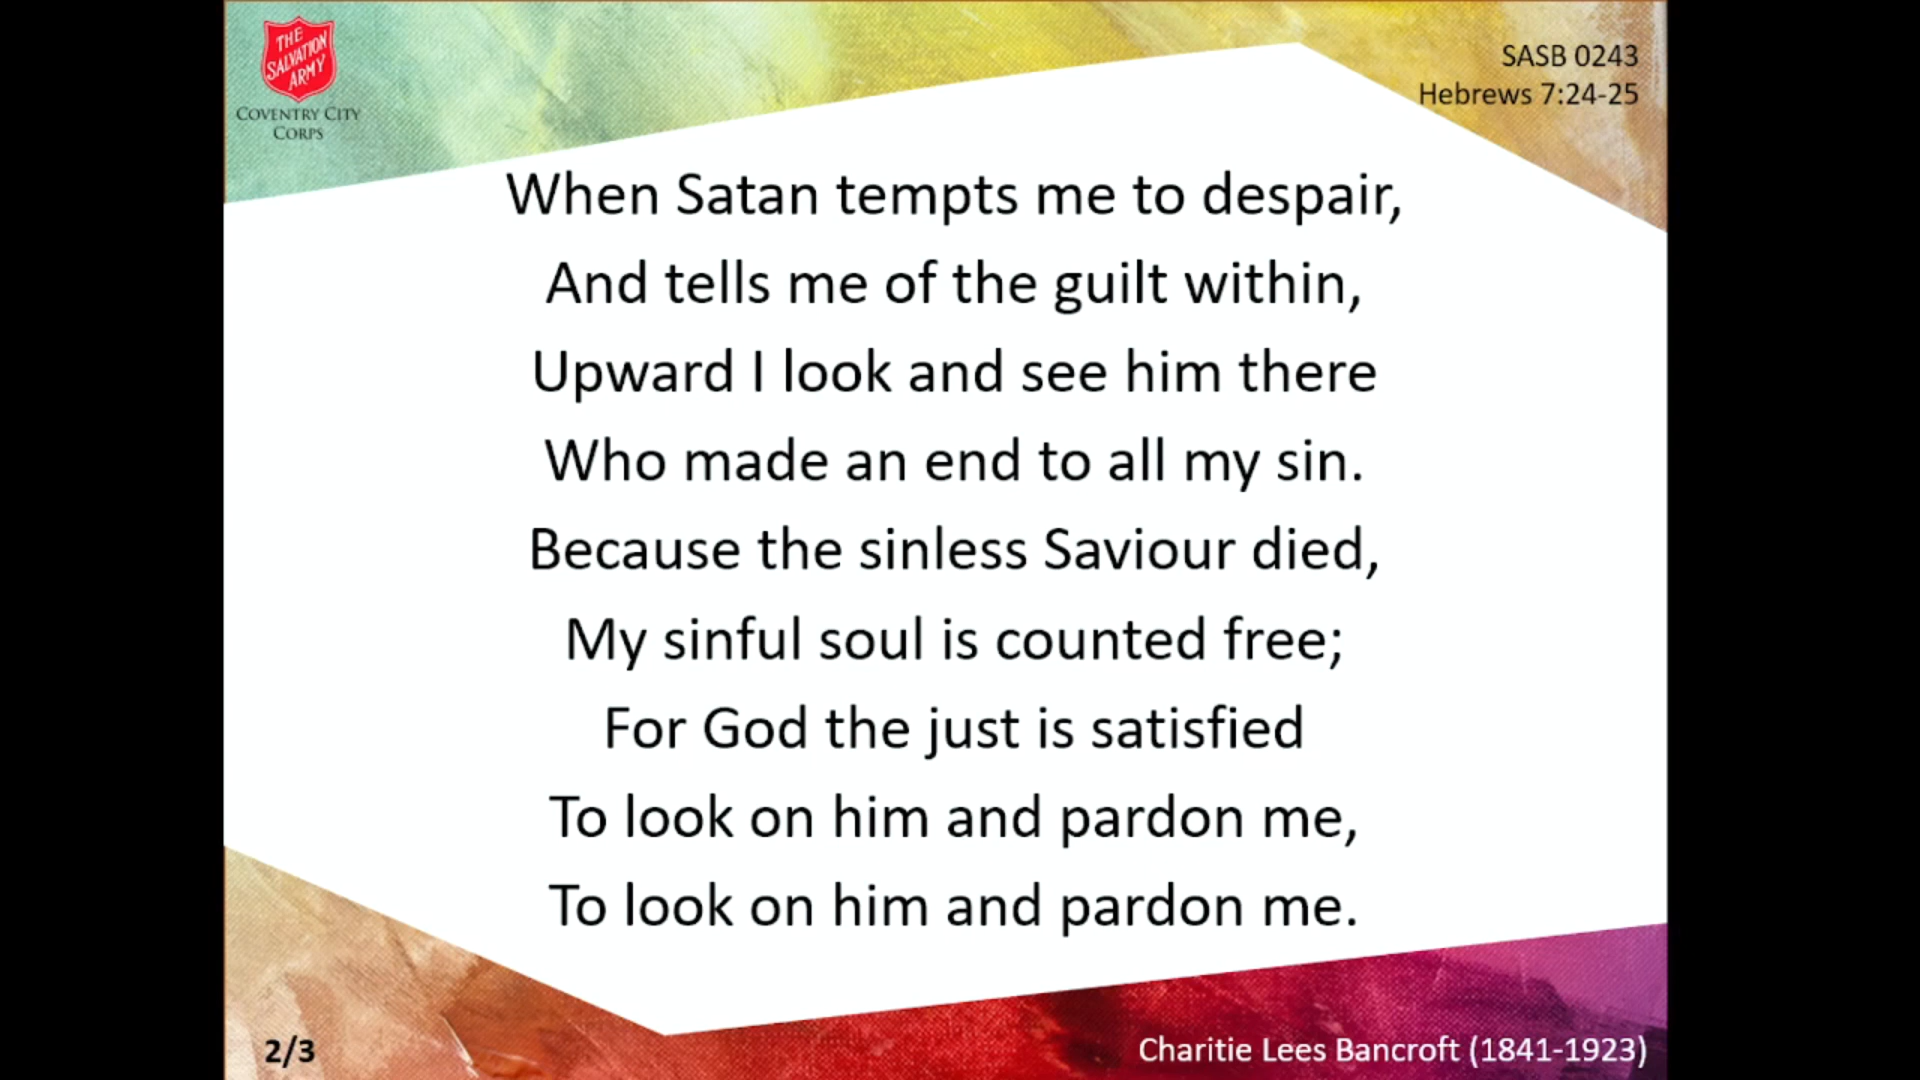 THE
SALVATION
ARMY
COVENTRY CITY
CORPS
SASB 0243
Hebrews 7:24-25
When Satan tempts me to despair,
And tells me of the guilt within,
Upward I look and see him there
Who made an end to all my sin.
Because the sinless Saviour died,
My sinful soul is counted free;
For God the just is satisfied
To look on him and pardon me,
To look on him and pardon me.
2/3
Charitie Lees Bancroft (1841-1923)